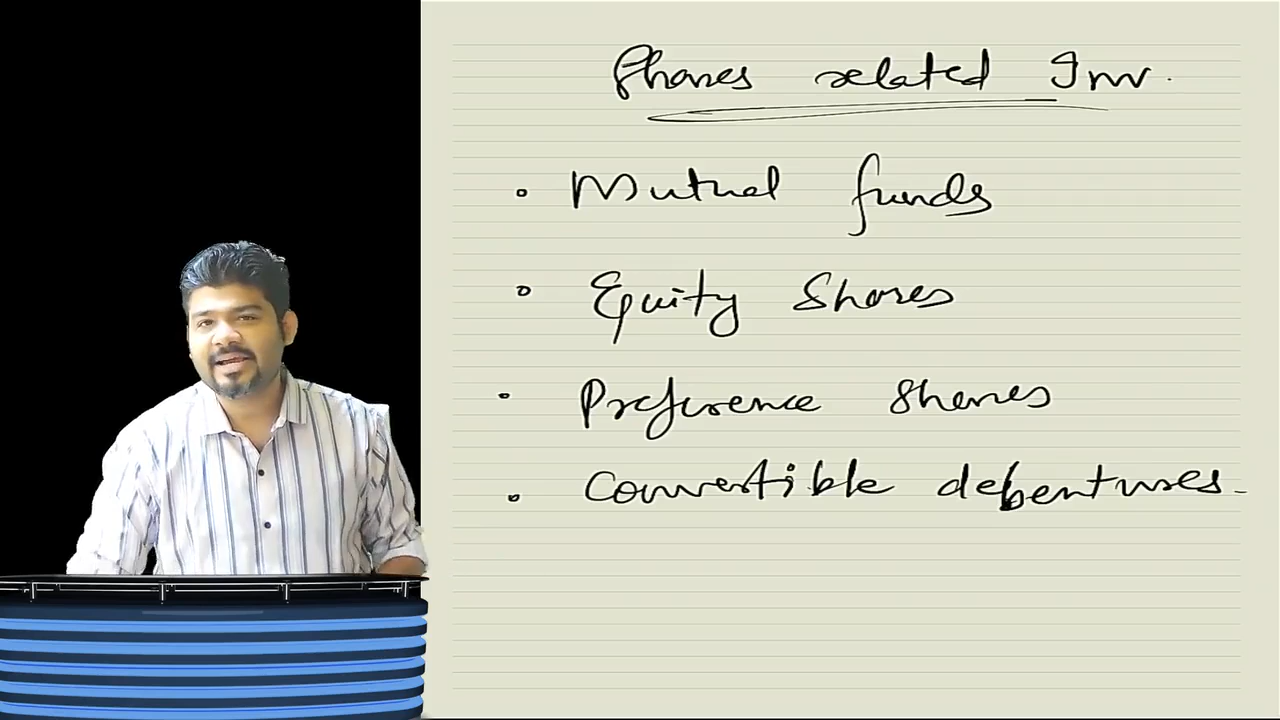 Shares related Inv.
Mutual funds
Equity Shares
Preference Shares
Convertible debentures.